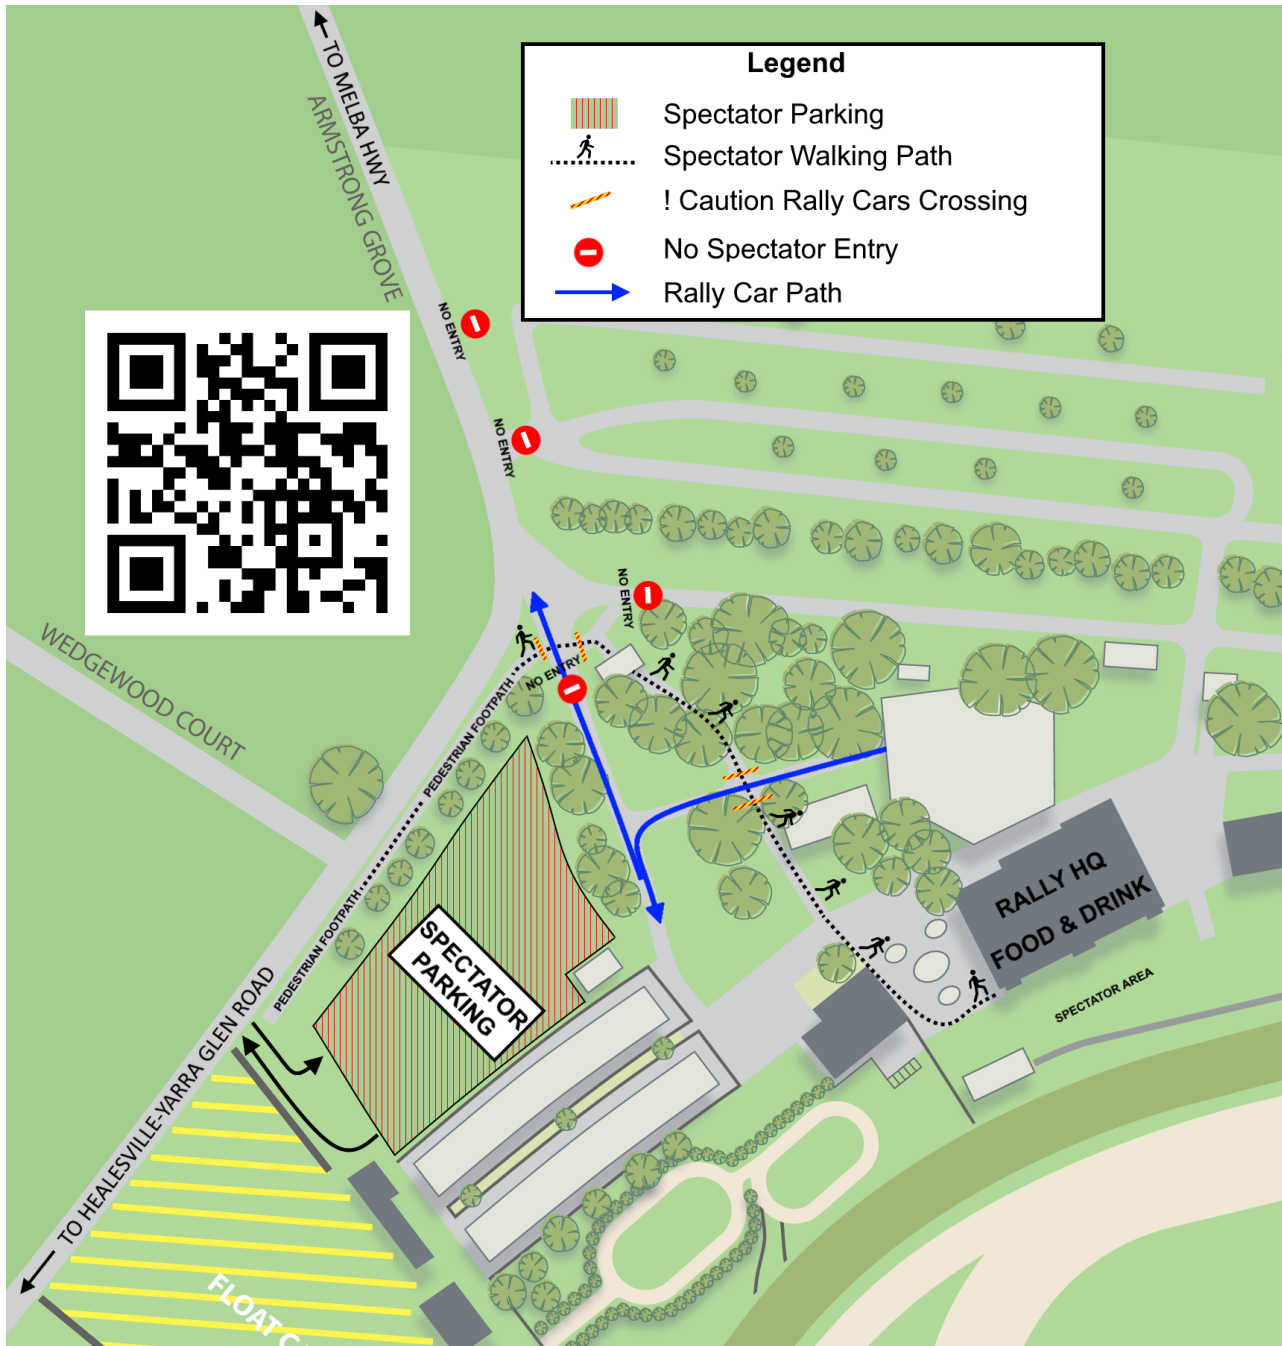 Legend
Spectator Parking
Spectator Walking Path
! Caution Rally Cars Crossing
No Spectator Entry
Rally Car Path
TO MELBA HWY
ARMSTRONG GROVE
NO ENTRY
NO ENTRY
NO ENTRY
NO ENTRY
WEDGEWOOD COURT
PEDESTRIAN FOOTPATH
PEDESTRIAN FOOTPATH
SPECTATOR
PARKING
RALLY HQ
FOOD & DRINK
SPECTATOR AREA
TO HEALESVILLE-YARRA GLEN ROAD
FLOAT